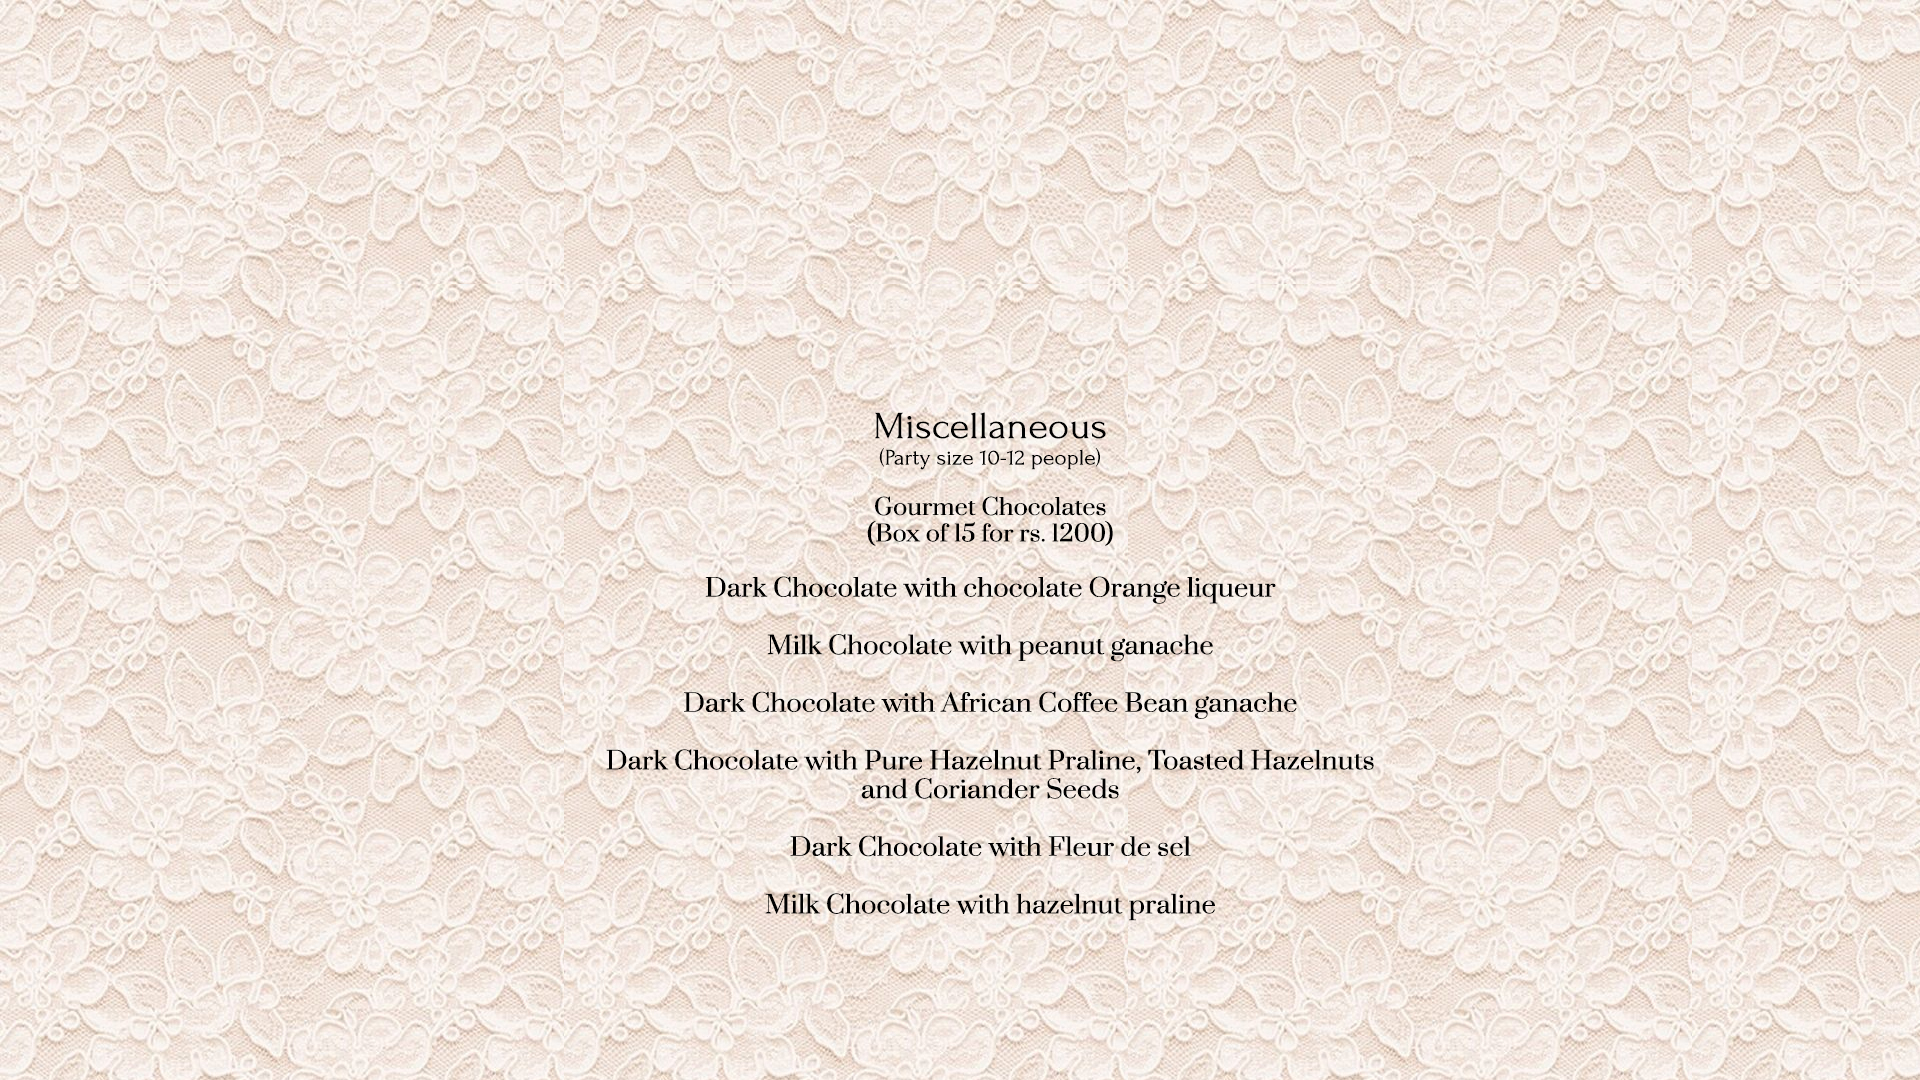 Miscellaneous
(Party size 10-12 people)
Gourmet Chocolates
(Box of 15 for rs. 1200)
Dark Chocolate with chocolate Orange liqueur
Milk Chocolate with peanut ganache
Dark Chocolate with African Coffee Bean ganache
Dark Chocolate with Pure Hazelnut Praline, Toasted Hazelnuts
and Coriander Seeds
Dark Chocolate with Fleur de sel
Milk Chocolate with hazelnut praline